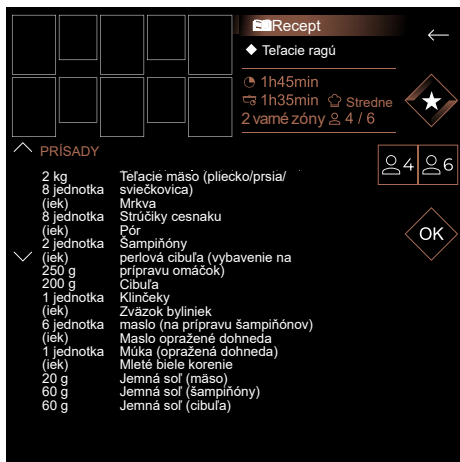 Recept
Teľacie ragú
1h45min
1h35min Stredne
2 varné zóny 4 / 6
PRÍSADY
4 6
OK
2 kg Teľacie mäso (pliecko/prsia/
8 jednotka sviečkovica)
(iek) Mrkva
8 jednotka Strúčiky cesnaku
(iek) Pór
2 jednotka Šampiňóny
(iek) perlová cibuľa (vybavenie na
250 g prípravu omáčok)
200 g Cibuľa
1 jednotka Klinčeky
(iek) Zväzok byliniek
6 jednotka maslo (na prípravu šampiňónov)
(iek) Maslo opražené dohneda
1 jednotka Múka (opražená dohneda)
(iek) Mleté biele korenie
20 g Jemná soľ (mäso)
60 g Jemná soľ (šampiňóny)
60 g Jemná soľ (cibuľa)